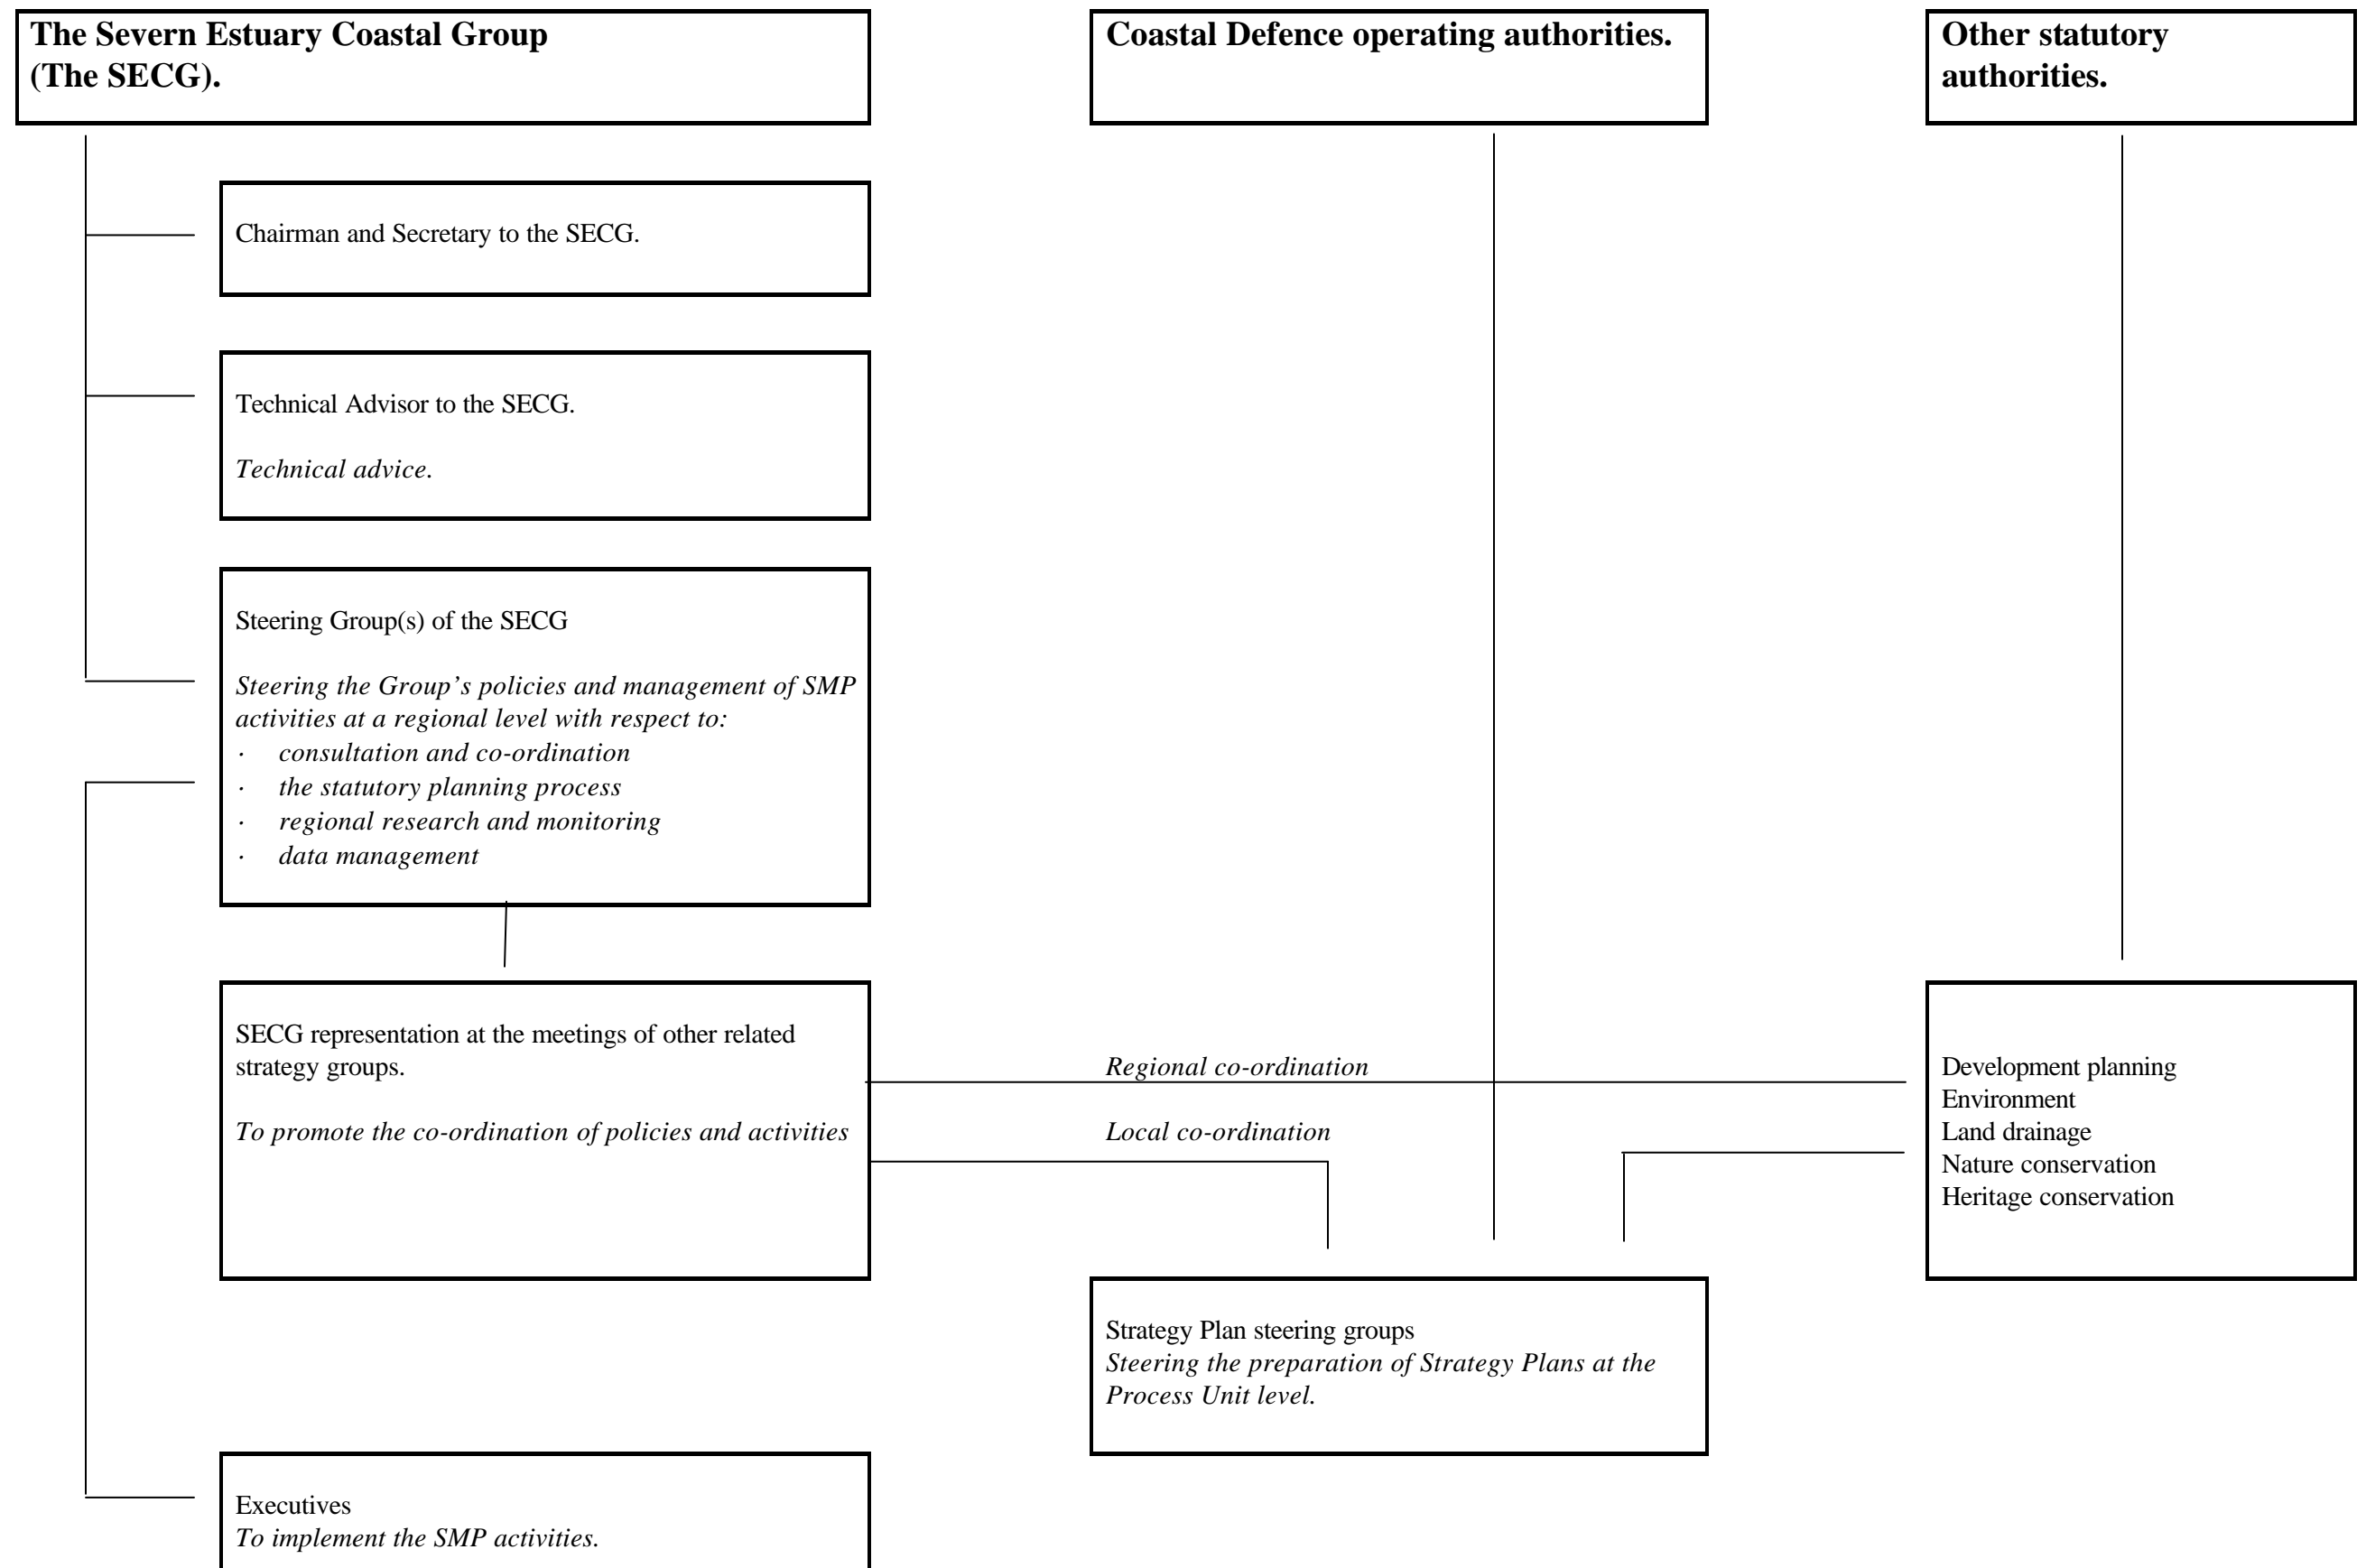 The Severn Estuary Coastal Group
(The SECG).
Coastal Defence operating authorities.
Other statutory
authorities.
Chairman and Secretary to the SECG.
Technical Advisor to the SECG.
Technical advice.
Steering Group(s) of the SECG
Steering the Group’s policies and management of SMP
activities at a regional level with respect to:
· consultation and co-ordination
· the statutory planning process
· regional research and monitoring
· data management
SECG representation at the meetings of other related
strategy groups.
To promote the co-ordination of policies and activities
Regional co-ordination
Local co-ordination
Development planning
Environment
Land drainage
Nature conservation
Heritage conservation
Strategy Plan steering groups
Steering the preparation of Strategy Plans at the
Process Unit level.
Executives
To implement the SMP activities.